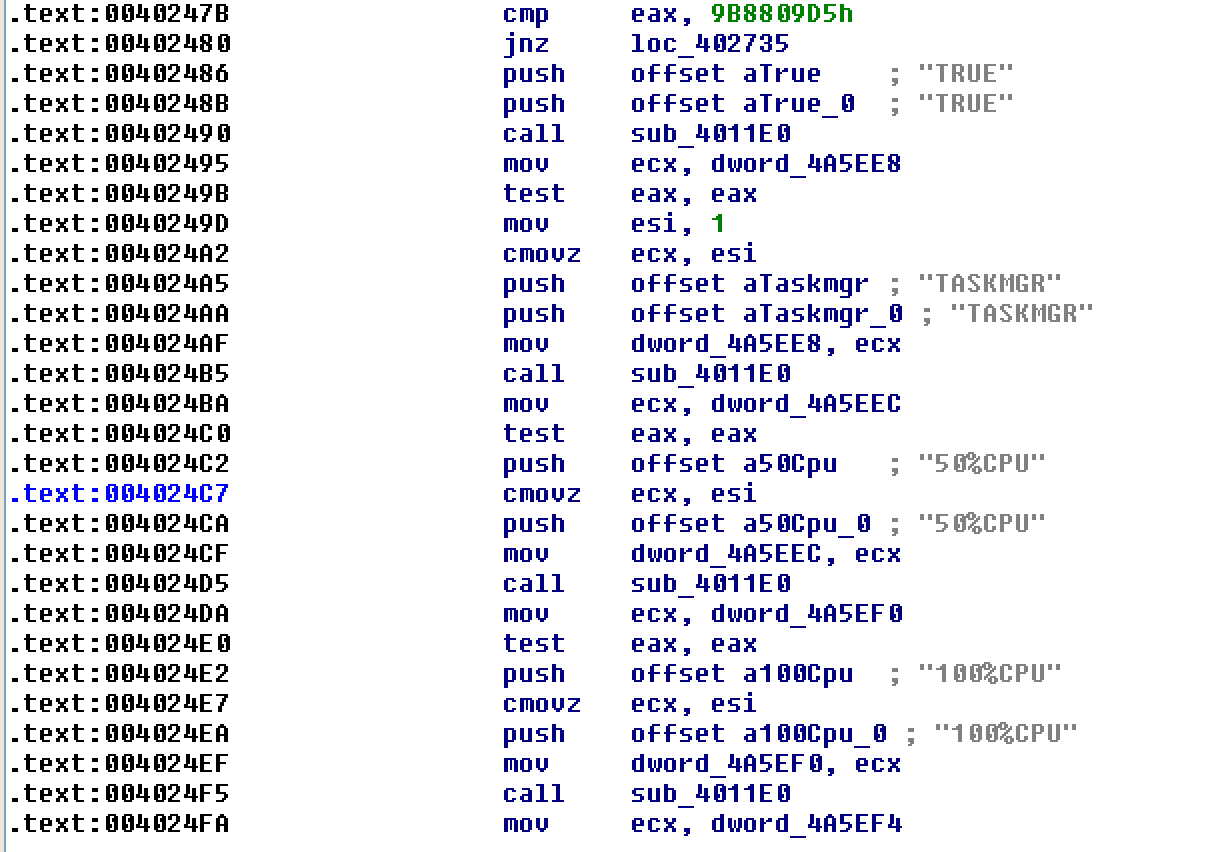 .text:0040247B cmp eax, 9B8809D5h
.text:00402480 jnz loc_402735
.text:00402486 push offset aTrue ; "TRUE"
.text:0040248B push offset aTrue_0 ; "TRUE"
.text:00402490 call sub_4011E0
.text:00402495 mov ecx, dword_4A5EE8
.text:0040249B test eax, eax
.text:0040249D mov esi, 1
.text:004024A2 cmovz ecx, esi
.text:004024A5 push offset aTaskmgr ; "TASKMGR"
.text:004024AA push offset aTaskmgr_0 ; "TASKMGR"
.text:004024AF mov dword_4A5EE8, ecx
.text:004024B5 call sub_4011E0
.text:004024BA mov ecx, dword_4A5EEC
.text:004024C0 test eax, eax
.text:004024C2 push offset a50Cpu ; "50%CPU"
.text:004024C7 cmovz ecx, esi
.text:004024CA push offset a50Cpu_0 ; "50%CPU"
.text:004024CF mov dword_4A5EEC, ecx
.text:004024D5 call sub_4011E0
.text:004024DA mov ecx, dword_4A5EF0
.text:004024E0 test eax, eax
.text:004024E2 push offset a100Cpu ; "100%CPU"
.text:004024E7 cmovz ecx, esi
.text:004024EA push offset a100Cpu_0 ; "100%CPU"
.text:004024EF mov dword_4A5EF0, ecx
.text:004024F5 call sub_4011E0
.text:004024FA mov ecx, dword_4A5EF4